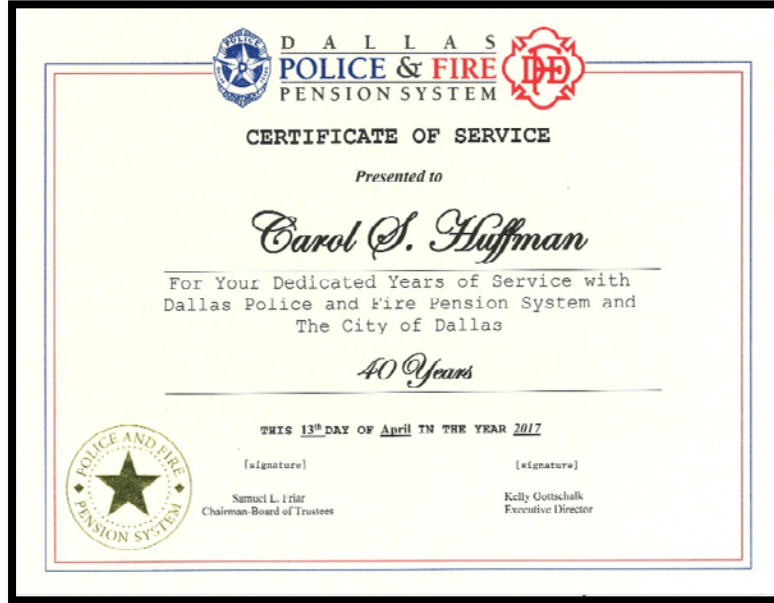 POLICE
D A L L A S
POLICE & FIRE
PENSION SYSTEM
DFD
CERTIFICATE OF SERVICE
Presented to
Carol S. Huffman
For Your Dedicated Years of Service with
Dallas Police and Fire Pension System and
The City of Dallas
40 Years
THIS 13th DAY OF April IN THE YEAR 2017
[signature]
[signature]
Samuel L. Friar
Chairman-Board of Trustees
Kelly Gottschalk
Executive Director
POLICE AND FIRE
PENSION SYSTEM